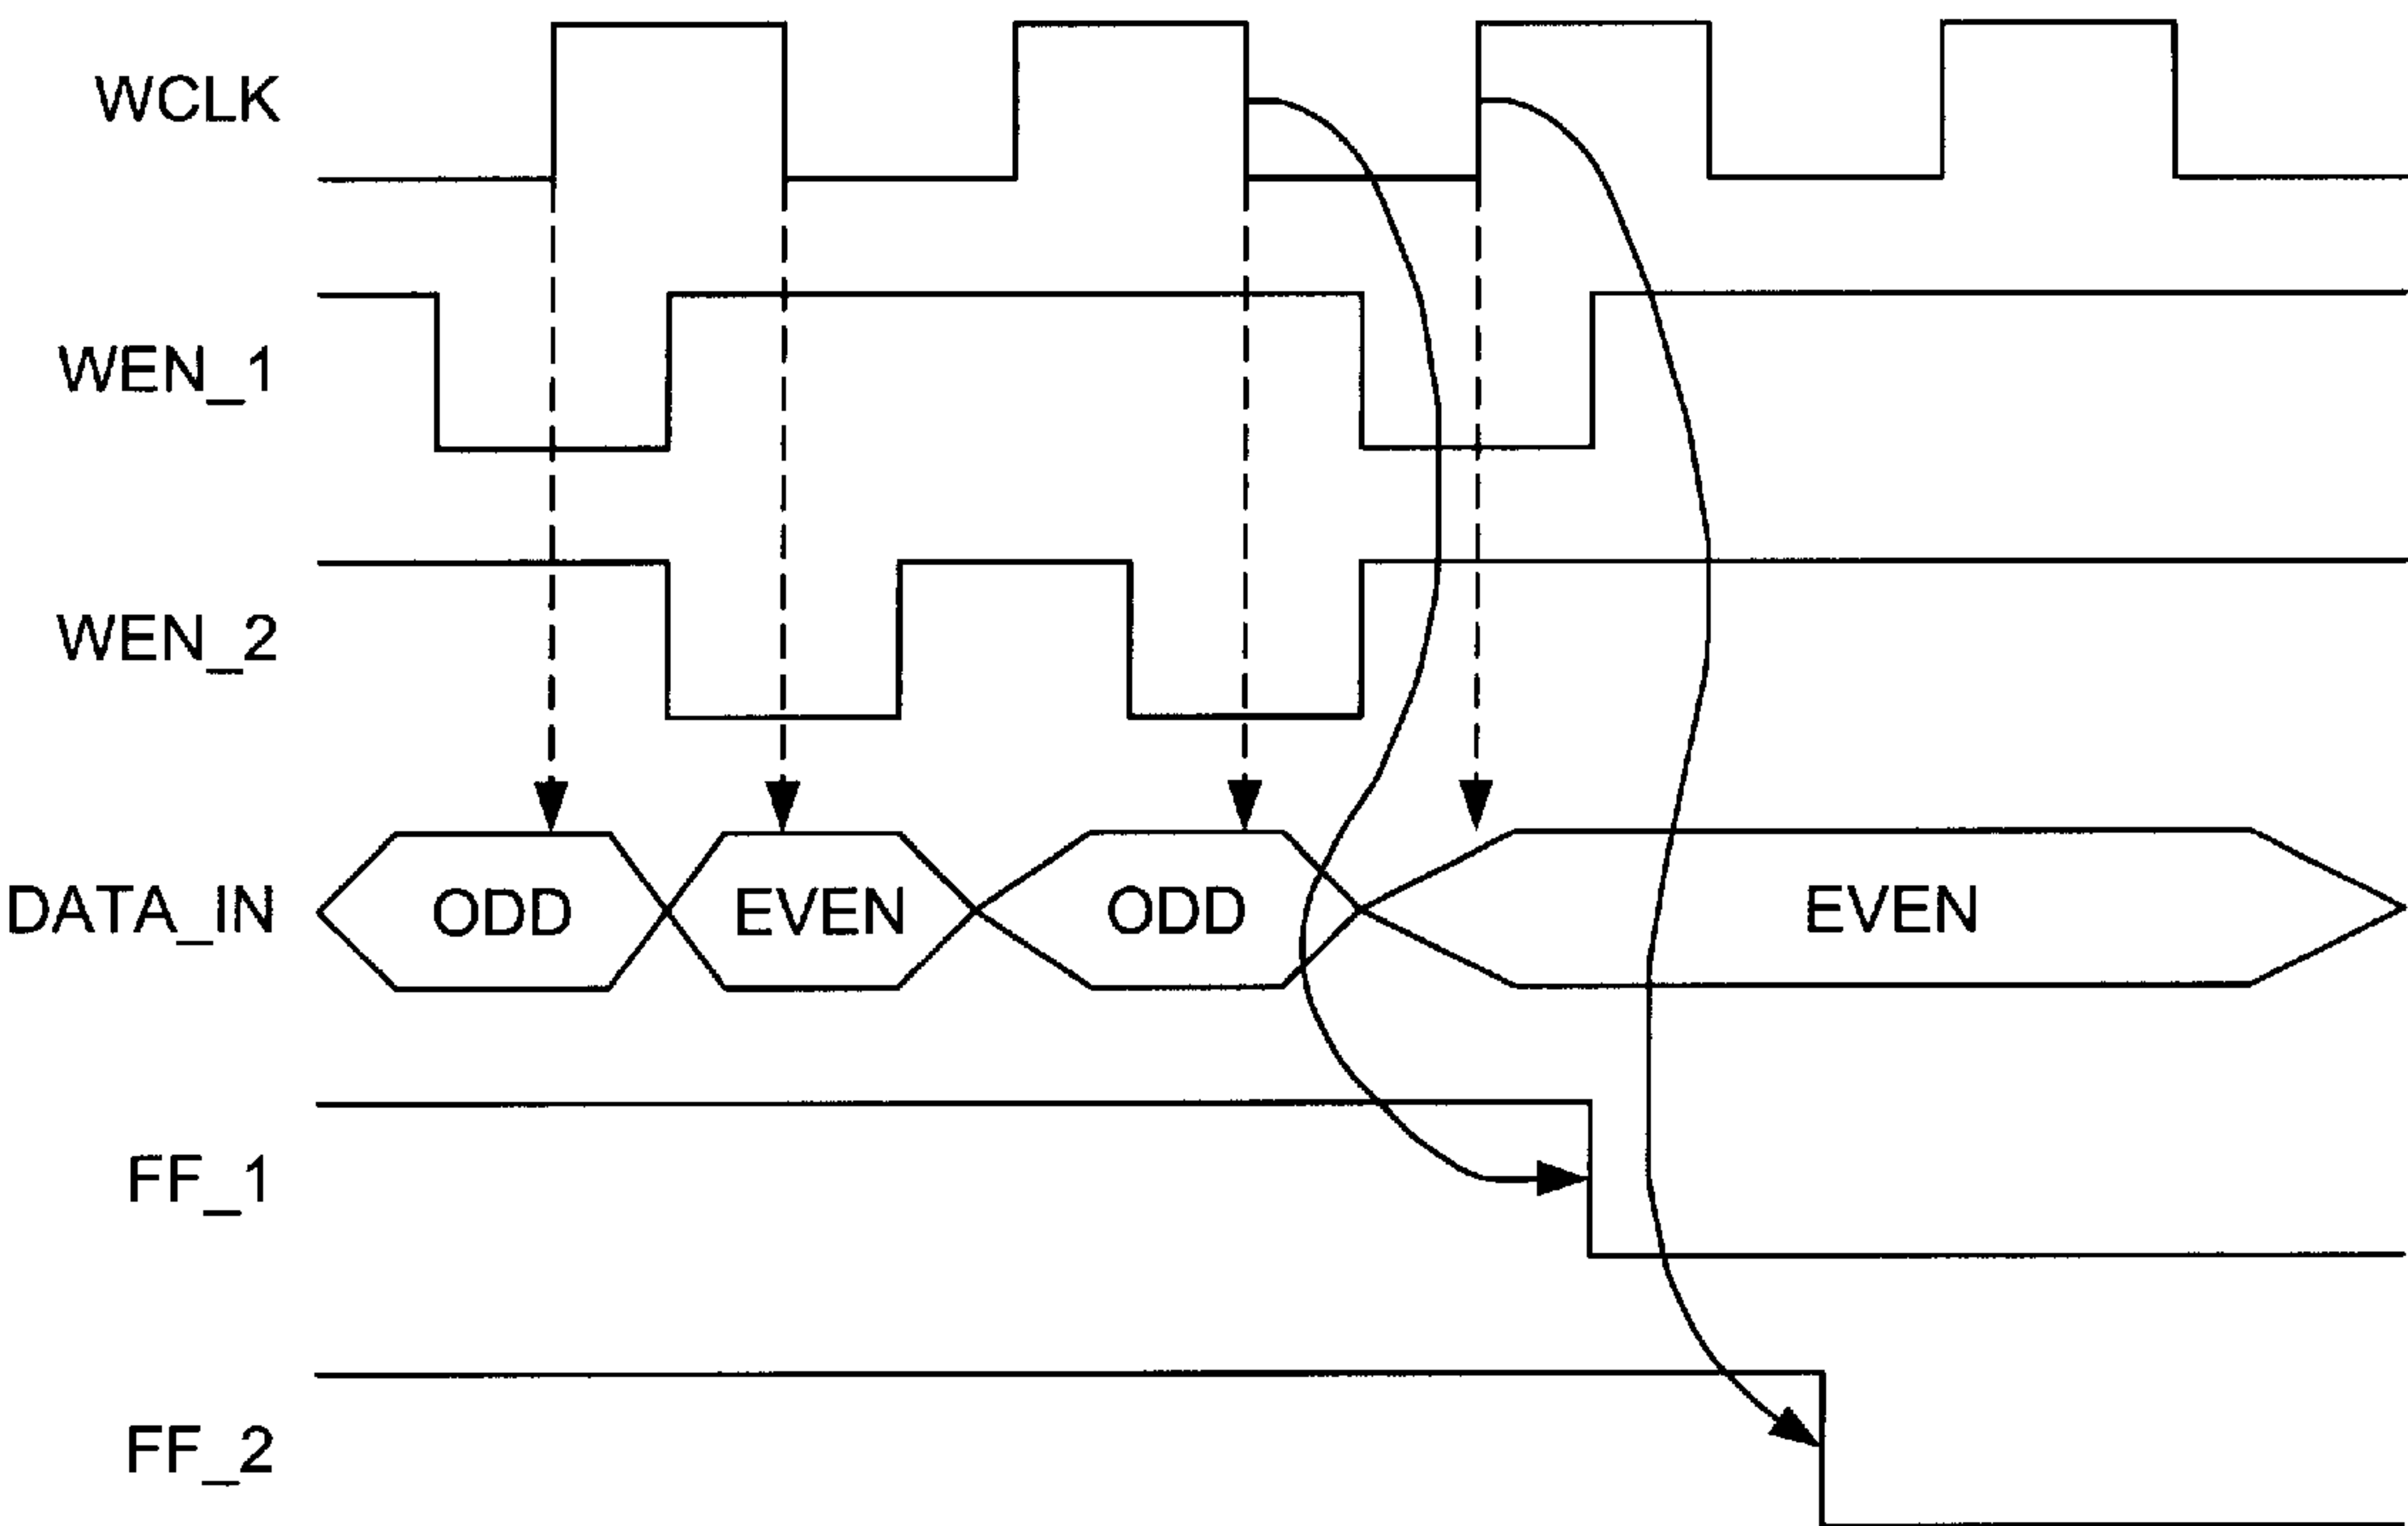 WCLK
WEN_1
WEN_2
DATA_IN ODD EVEN ODD EVEN
FF_1
FF_2